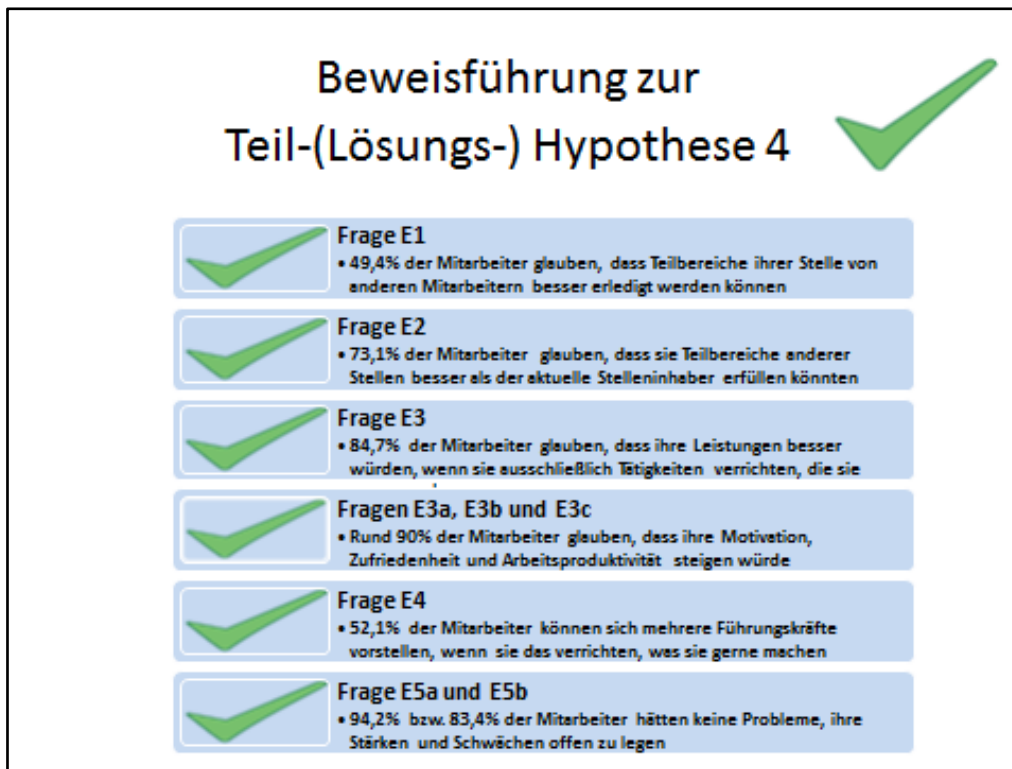 Beweisführung zur
Teil-(Lösungs-) Hypothese 4
Frage E1
• 49,4% der Mitarbeiter glauben, dass Teilbereiche ihrer Stelle von
anderen Mitarbeitern besser erledigt werden können
Frage E2
• 73,1% der Mitarbeiter glauben, dass sie Teilbereiche anderer
Stellen besser als der aktuelle Stelleninhaber erfüllen könnten
Frage E3
• 84,7% der Mitarbeiter glauben, dass ihre Leistungen besser
würden, wenn sie ausschließlich Tätigkeiten verrichten, die sie
Fragen E3a, E3b und E3c
• Rund 90% der Mitarbeiter glauben, dass ihre Motivation,
Zufriedenheit und Arbeitsproduktivität steigen würde
Frage E4
• 52,1% der Mitarbeiter können sich mehrere Führungskräfte
vorstellen, wenn sie das verrichten, was sie gerne machen
Frage E5a und E5b
• 94,2% bzw. 83,4% der Mitarbeiter hätten keine Probleme, ihre
Stärken und Schwächen offen zu legen